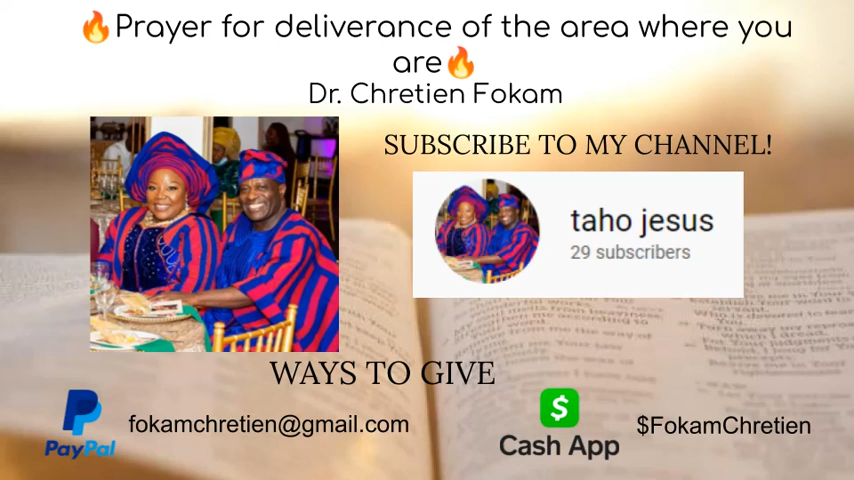 🔥Prayer for deliverance of the area where you
are🔥
Dr. Chretien Fokam
SUBSCRIBE TO MY CHANNEL!
taho jesus
29 subscribers
WAYS TO GIVE
PayPal
fokamchretien@gmail.com
$
Cash App
$FokamChretien